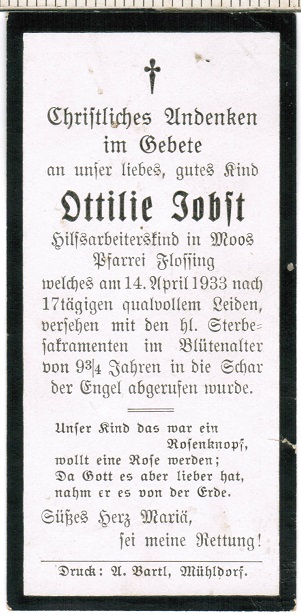 Christliches Andenken
im Gebete
an unser liebes, gutes Kind
Ottilie Jobst
Hilfsarbeiterskind in Moos
Pfarrei Flossing
welches am 14. April 1933 nach
17tägigen qualvollem Leiden,
versehen mit den hl. Sterbe-
sakramenten im Blütenalter
von 9 3/4 Jahren in die Schar
der Engel abgerufen wurde.
Unser Kind das war ein
Rosenknopf,
wollt eine Rose werden;
Da Gott es aber lieber hat,
nahm er es von der Erde.
Süßes Herz Mariä,
sei meine Rettung!
Druck: A. Bartl, Mühldorf.